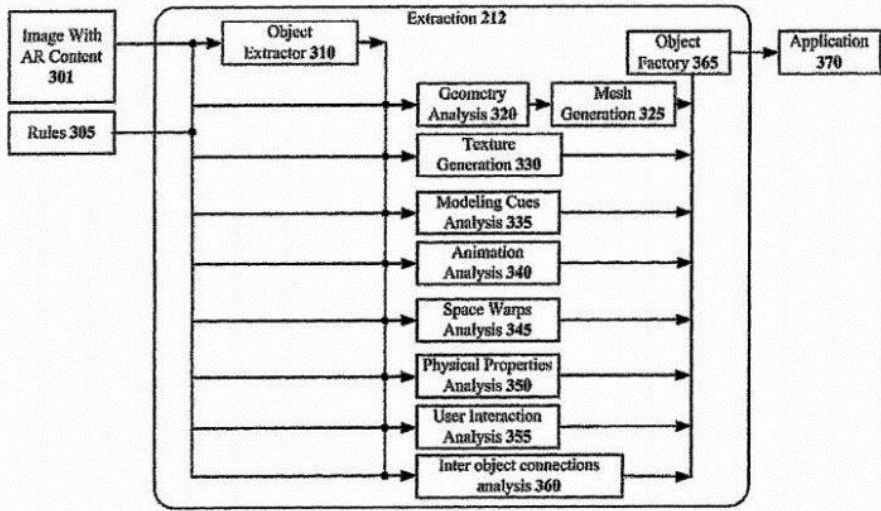 Extraction 212
Image With
AR Content
301
Object
Extractor 310
Object
Factory 365
Application
370
Rules 305
Geometry
Analysis 320
Mesh
Generation 325
Texture
Generation 330
Modeling Cues
Analysis 335
Animation
Analysis 340
Space Warps
Analysis 345
Physical Properties
Analysis 350
User Interaction
Analysis 355
Inter object connections
analysis 360